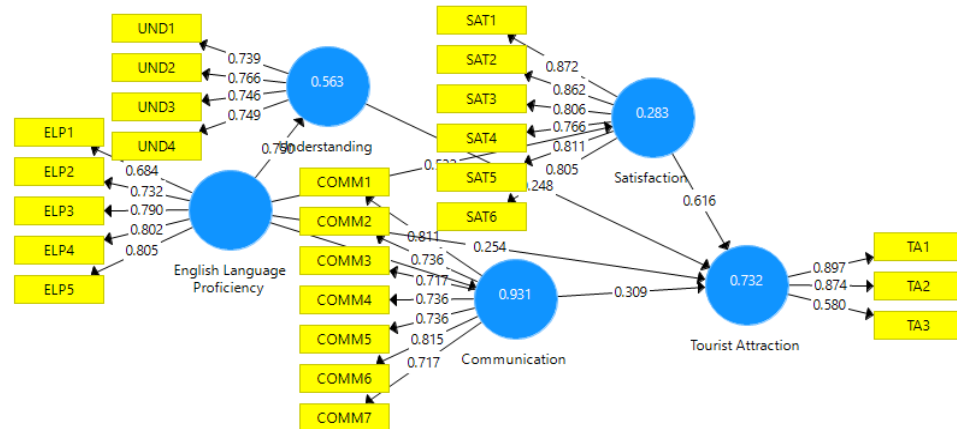 UND1
UND2
UND3
UND4
0.739
0.766
0.746
0.749
0.563
Understanding
ELP1
ELP2
ELP3
ELP4
ELP5
0.684
0.732
0.790
0.802
0.805
English Language
Proficiency
SAT1
SAT2
SAT3
SAT4
SAT5
SAT6
0.872
0.862
0.806
0.766
0.811
0.805
0.283
Satisfaction
0.616
COMM1
COMM2
COMM3
COMM4
COMM5
COMM6
COMM7
0.811
0.736
0.717
0.736
0.736
0.815
0.717
0.254
0.931
Communication
0.309
0.732
Tourist Attraction
0.897
0.874
0.580
TA1
TA2
TA3